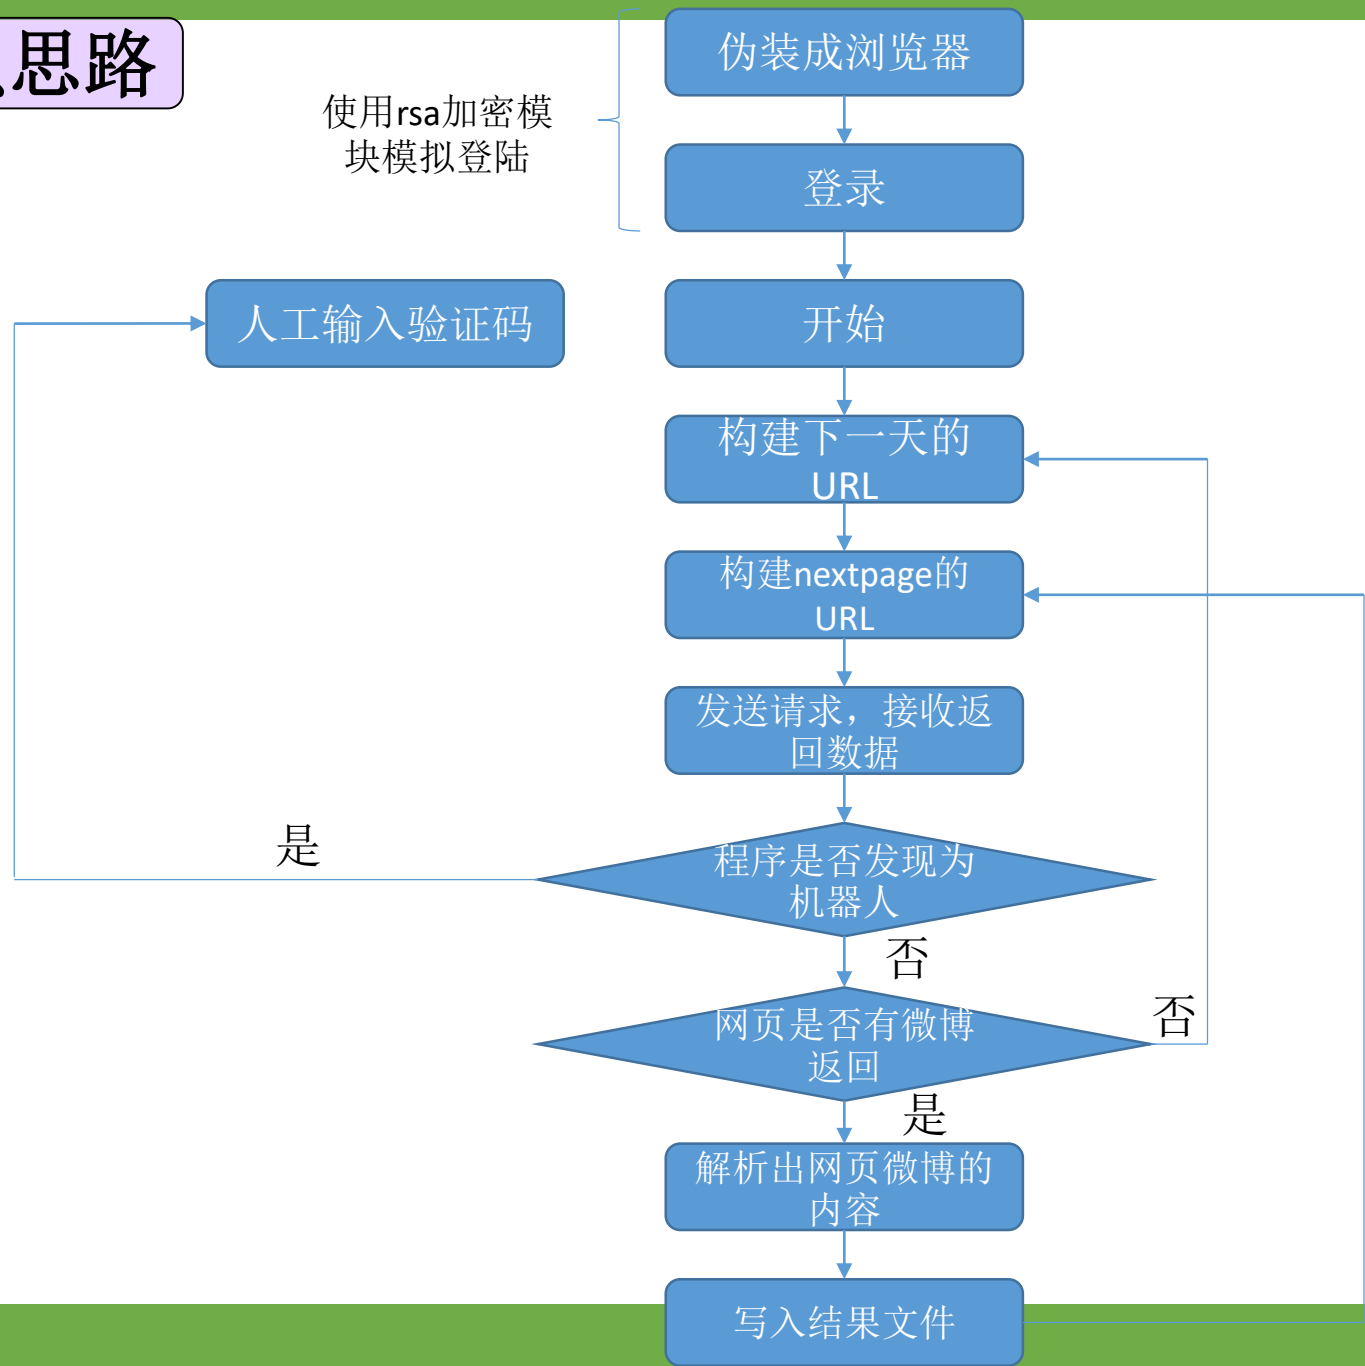 思路
伪装成浏览器
使用rsa加密模
块模拟登陆
登录
人工输入验证码
开始
构建下一天的
URL
构建nextpage的
URL
发送请求，接收返
回数据
是
程序是否发现为
机器人
否
网页是否有微博
返回
否
是
解析出网页微博的
内容
写入结果文件